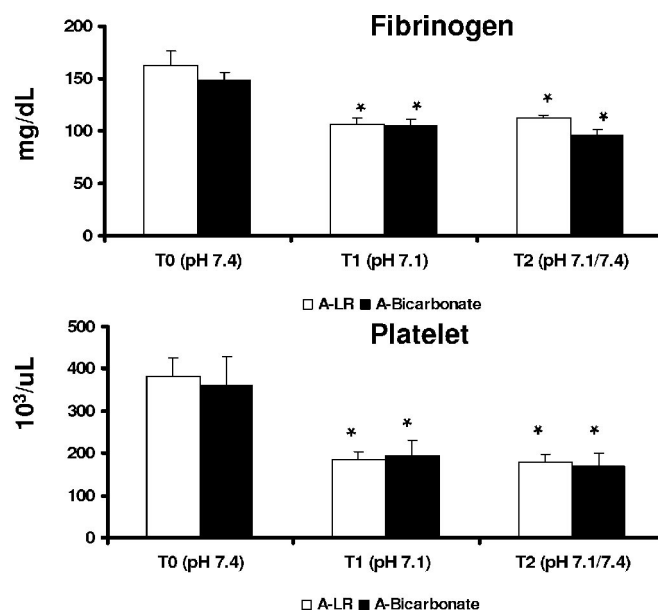 Fibrinogen
200
150
100
50
0
mg/dL
* * * *
T0 (pH 7.4) T1 (pH 7.1) T2 (pH 7.1/7.4)
A-LR A-Bicarbonate
Platelet
500
400
300
200
100
0
10³/uL
* * * *
T0 (pH 7.4) T1 (pH 7.1) T2 (pH 7.1/7.4)
A-LR A-Bicarbonate